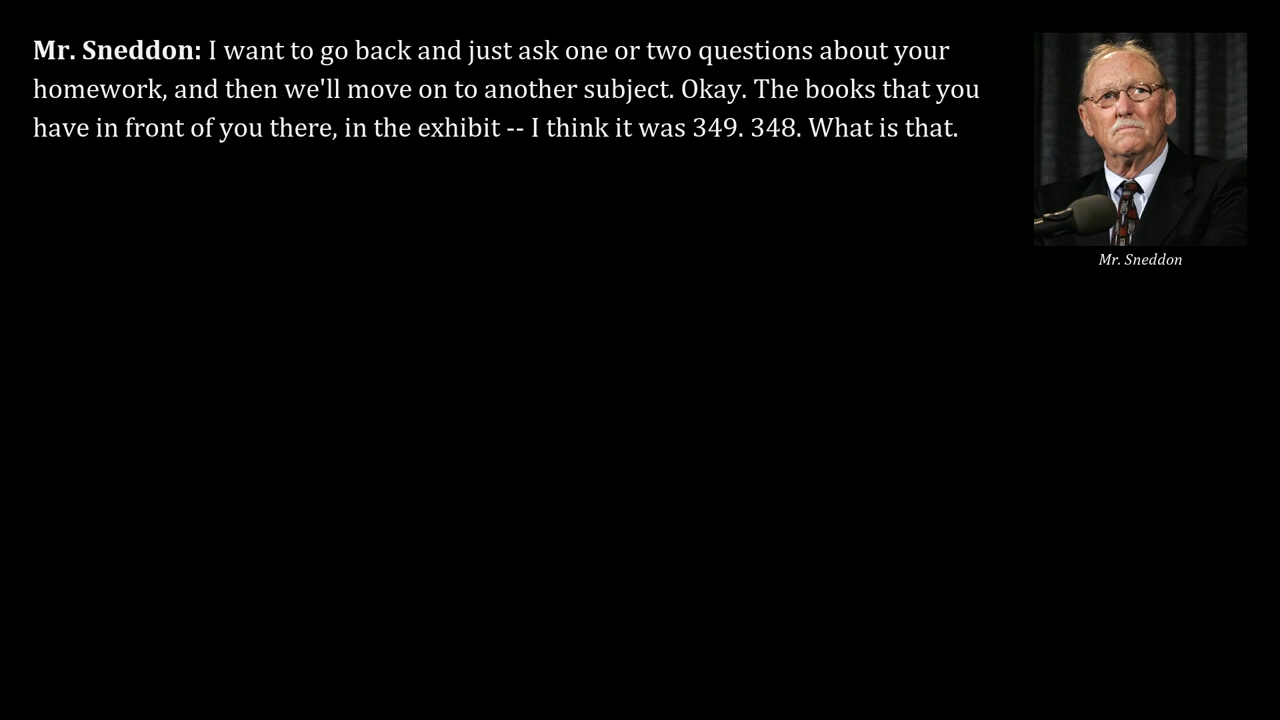 Mr. Sneddon: I want to go back and just ask one or two questions about your
homework, and then we'll move on to another subject. Okay. The books that you
have in front of you there, in the exhibit -- I think it was 349. 348. What is that.
Mr. Sneddon